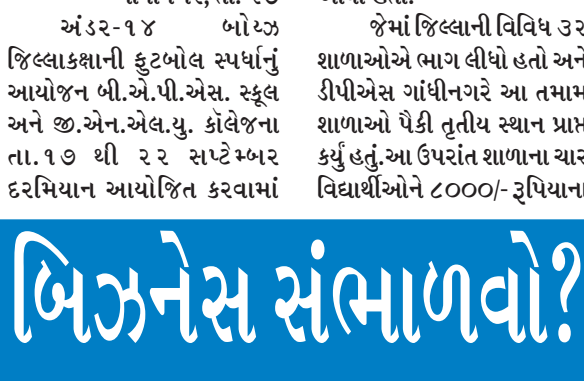 અંડર-૧૪ બોય્ઝ
જિલ્લાકક્ષાની ફુટબોલ સ્પર્ધાનું
આયોજન બી.એ.પી.એસ. સ્કૂલ
અને જી.એન.એલ.યુ. કૉલેજના
તા.૧૭ થી ૨૨ સપ્ટેમ્બર
દરમિયાન આયોજિત કરવામાં
જેમાં જિલ્લાની વિવિધ ૩૨
શાળાઓએ ભાગ લીધો હતો અને
ડીપીએસ ગાંધીનગરે આ તમામ
શાળાઓ પૈકી તૃતીય સ્થાન પ્રાપ્ત
કર્યું હતું.આ ઉપરાંત શાળાના ચાર
વિદ્યાર્થીઓને ૮૦૦૦/- રૂપિયાના
બિઝનેસ સંભાળવો?